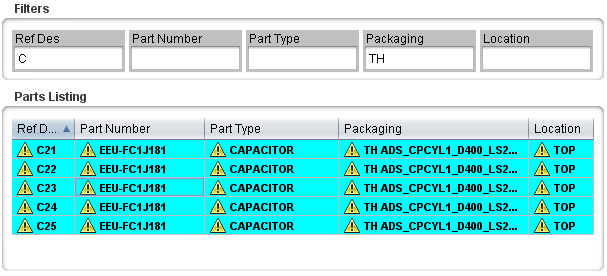 Filters
Ref Des Part Number Part Type Packaging Location
C TH
Parts Listing
Ref D... Part Number Part Type Packaging Location
C21 EEU-FC1J181 CAPACITOR TH ADS_CPCYL1_D400_LS2... TOP
C22 EEU-FC1J181 CAPACITOR TH ADS_CPCYL1_D400_LS2... TOP
C23 EEU-FC1J181 CAPACITOR TH ADS_CPCYL1_D400_LS2... TOP
C24 EEU-FC1J181 CAPACITOR TH ADS_CPCYL1_D400_LS2... TOP
C25 EEU-FC1J181 CAPACITOR TH ADS_CPCYL1_D400_LS2... TOP